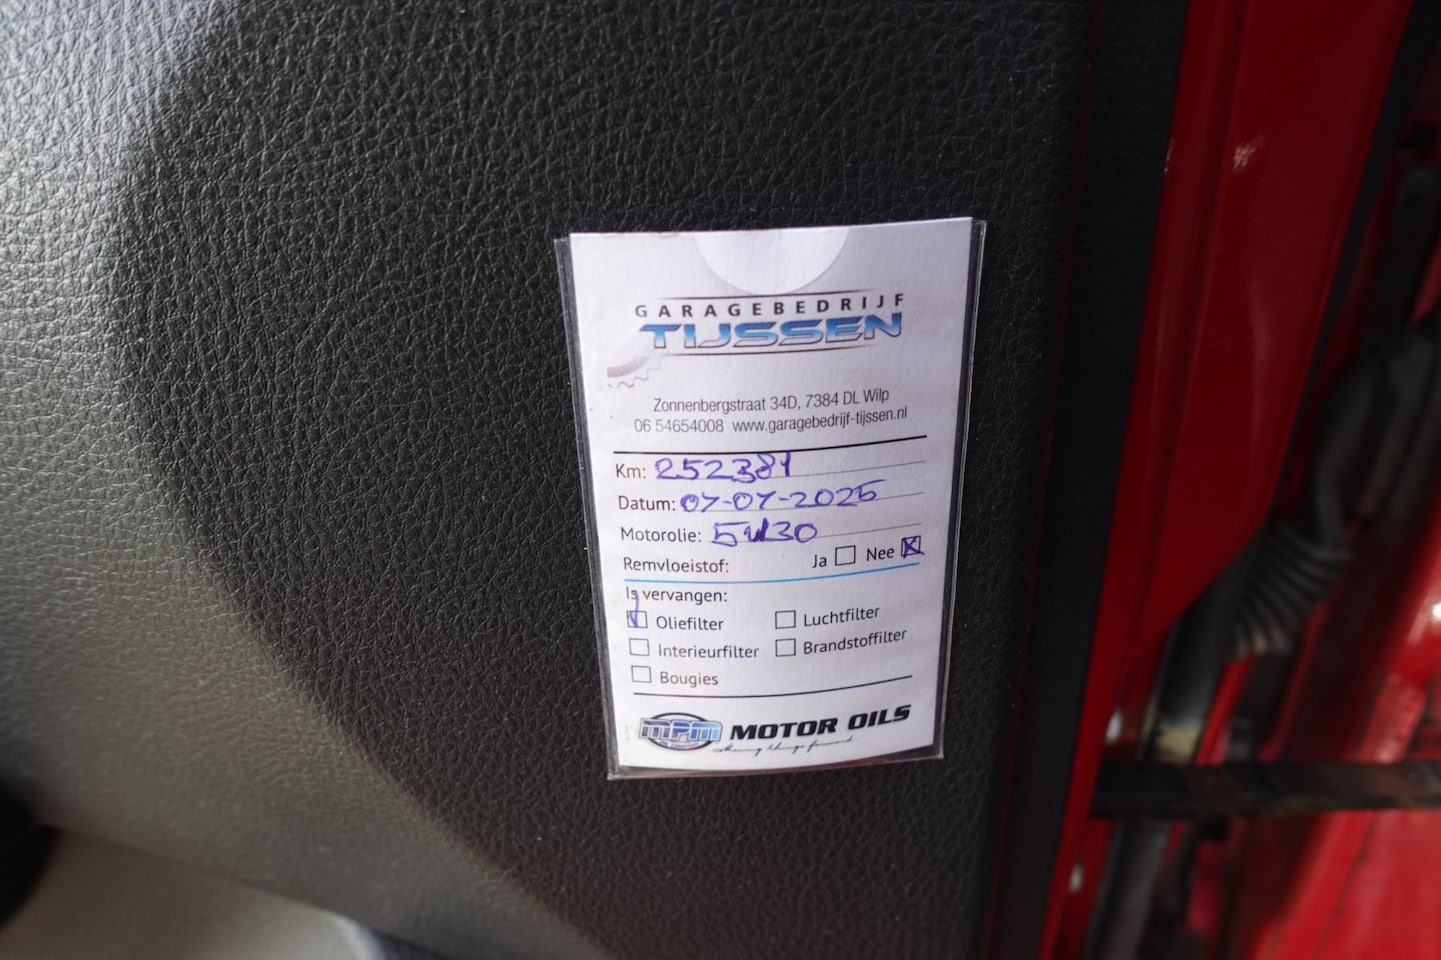 GARAGEBEDRIJF
TIJSSEN
Zonnenbergstraat 34D, 7384 DL Wilp
06 54654008 www.garagebedrijf-tijssen.nl
Km: 252381
Datum: 07-07-2025
Motorolie: 5W30
Remvloeistof: Ja Nee
Is vervangen:
Oliefilter Luchtfilter
Interieurfilter Brandstoffilter
Bougies
MPM MOTOR OILS